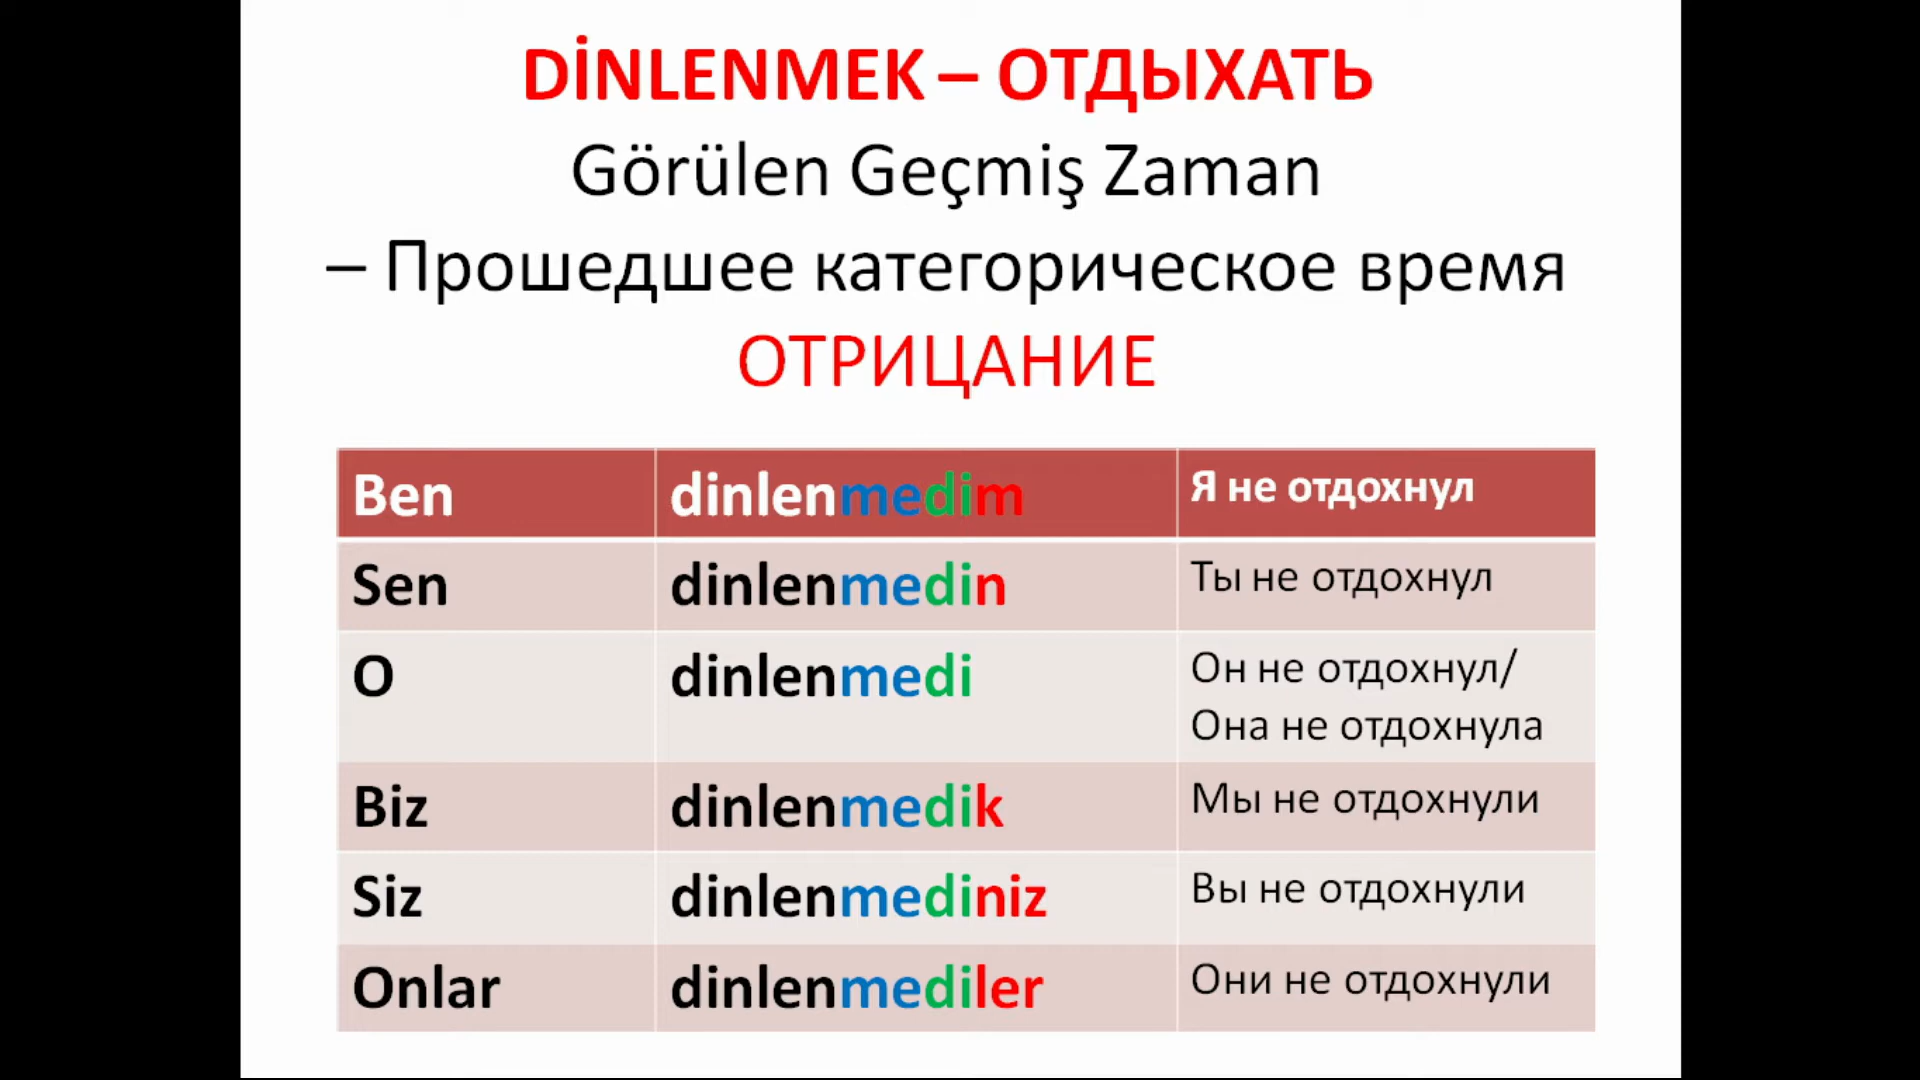 DİNLENMEK – ОТДЫХАТЬ
Görülen Geçmiş Zaman
– Прошедшее категорическое время
ОТРИЦАНИЕ
Ben dinlenmedim Я не отдохнул
Sen dinlenmedin Ты не отдохнул
O dinlenmedi Он не отдохнул/
Она не отдохнула
Biz dinlenmedik Мы не отдохнули
Siz dinlenmediniz Вы не отдохнули
Onlar dinlenmediler Они не отдохнули